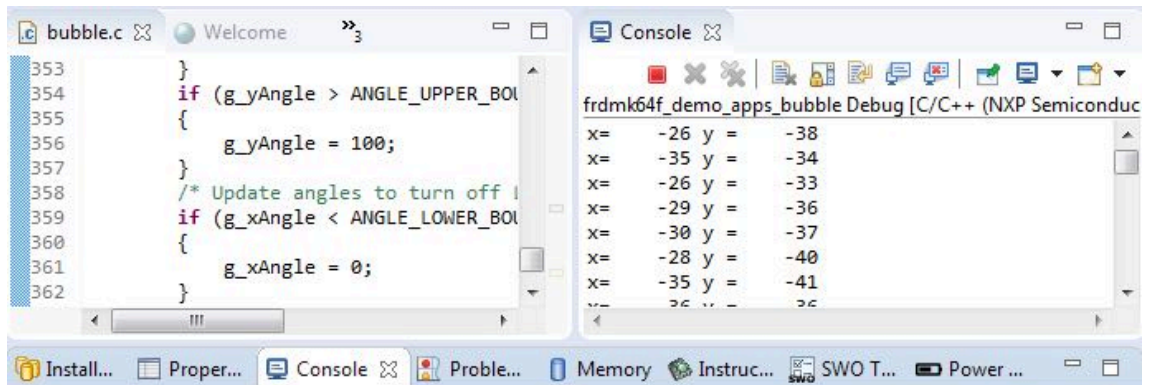 bubble.c Welcome »3
353 }
354 if (g_yAngle > ANGLE_UPPER_BOU
355 {
356 g_yAngle = 100;
357 }
358 /* Update angles to turn off
359 if (g_xAngle < ANGLE_LOWER_BOU
360 {
361 g_xAngle = 0;
362 }
Console
frdmk64f_demo_apps_bubble Debug [C/C++ (NXP Semiconduc
x= -26 y = -38
x= -35 y = -34
x= -26 y = -33
x= -29 y = -36
x= -30 y = -37
x= -28 y = -40
x= -35 y = -41
Install... Proper... Console Proble... Memory Instruc... SWO T... Power ...